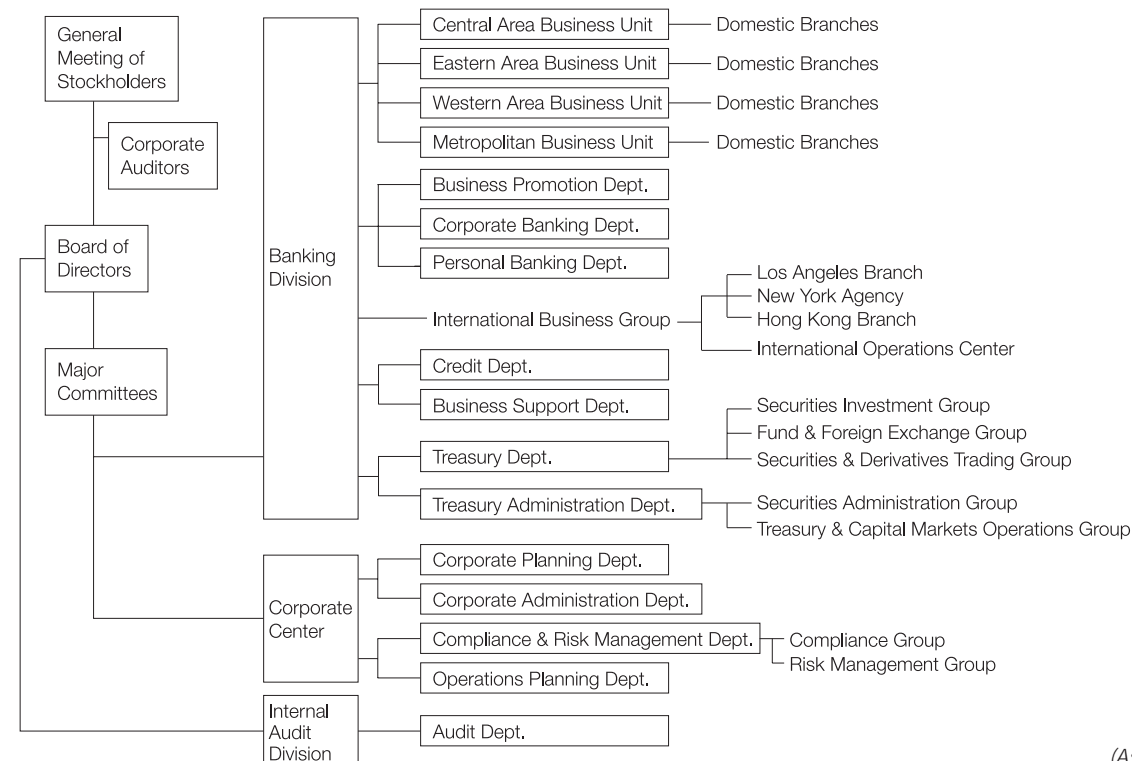 General
Meeting of
Stockholders
Corporate
Auditors
Board of
Directors
Major
Committees
Banking
Division
Central Area Business Unit
Domestic Branches
Eastern Area Business Unit
Domestic Branches
Western Area Business Unit
Domestic Branches
Metropolitan Business Unit
Domestic Branches
Business Promotion Dept.
Corporate Banking Dept.
Personal Banking Dept.
International Business Group
Los Angeles Branch
New York Agency
Hong Kong Branch
International Operations Center
Credit Dept.
Business Support Dept.
Treasury Dept.
Securities Investment Group
Fund & Foreign Exchange Group
Securities & Derivatives Trading Group
Treasury Administration Dept.
Securities Administration Group
Treasury & Capital Markets Operations Group
Corporate
Center
Corporate Planning Dept.
Corporate Administration Dept.
Compliance & Risk Management Dept.
Compliance Group
Risk Management Group
Operations Planning Dept.
Internal
Audit
Division
Audit Dept.